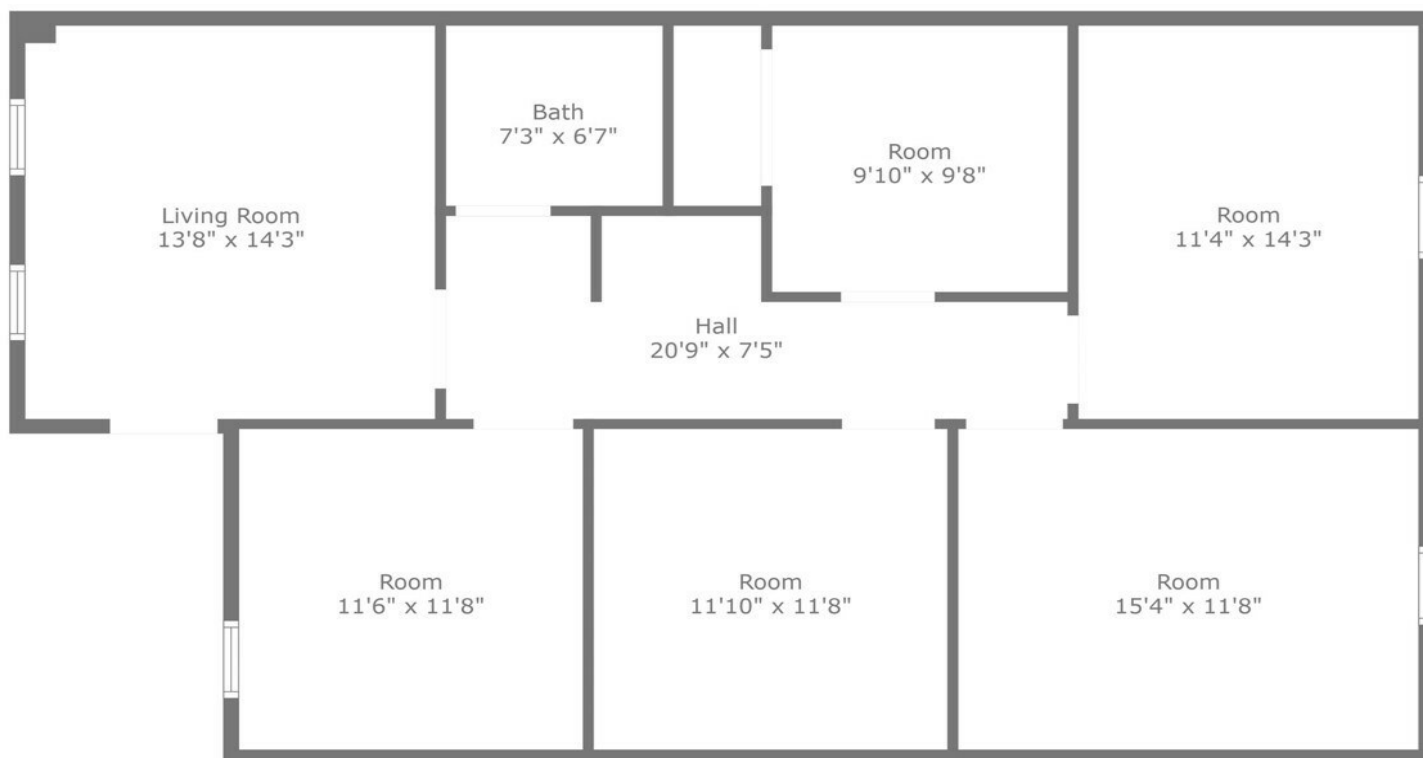 Living Room
13'8" x 14'3"
Bath
7'3" x 6'7"
Room
9'10" x 9'8"
Room
11'4" x 14'3"
Hall
20'9" x 7'5"
Room
11'6" x 11'8"
Room
11'10" x 11'8"
Room
15'4" x 11'8"